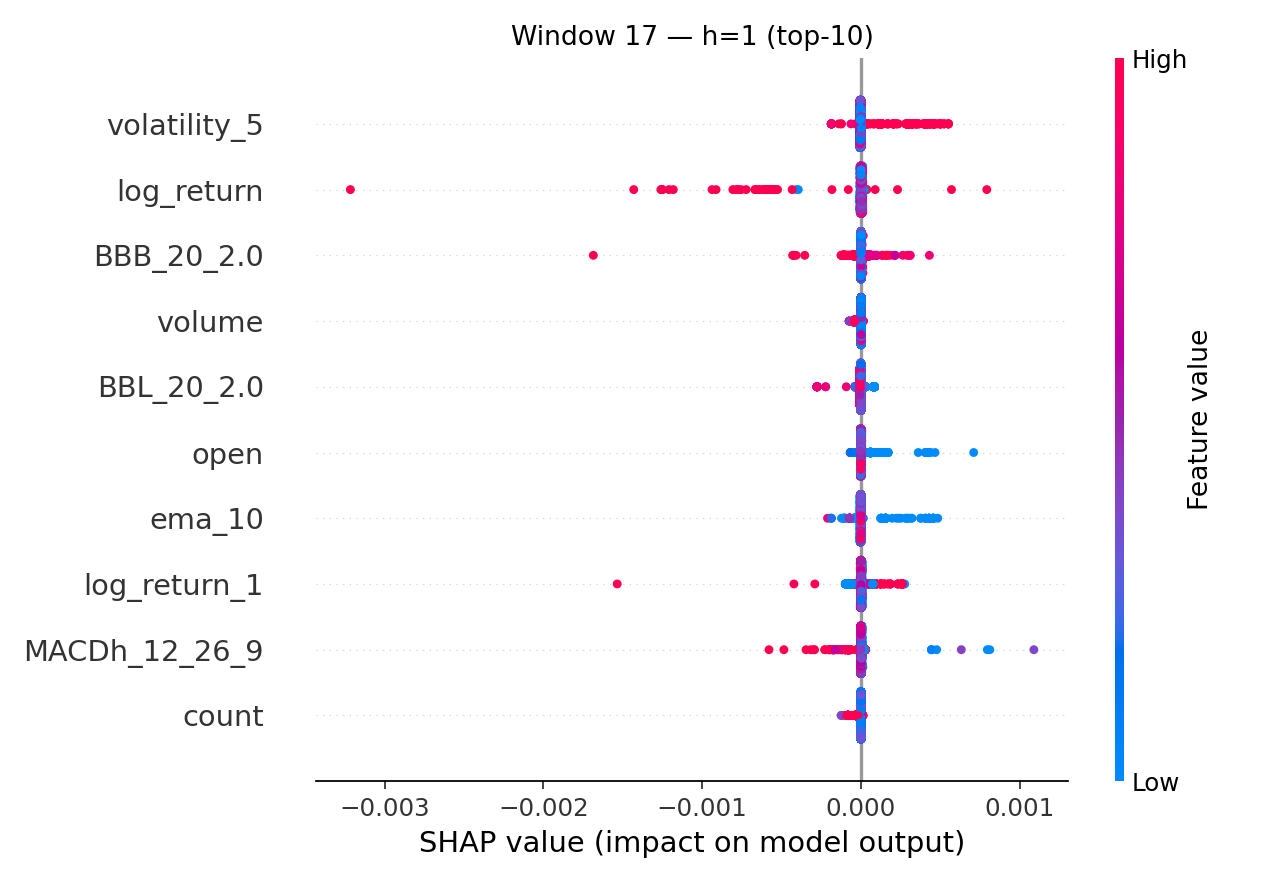 Window 17 — h=1 (top-10)
High
volatility_5
log_return
BBB_20_2.0
volume
BBL_20_2.0
open
ema_10
log_return_1
MACDh_12_26_9
count
Feature value
Low
−0.003 −0.002 −0.001 0.000 0.001
SHAP value (impact on model output)